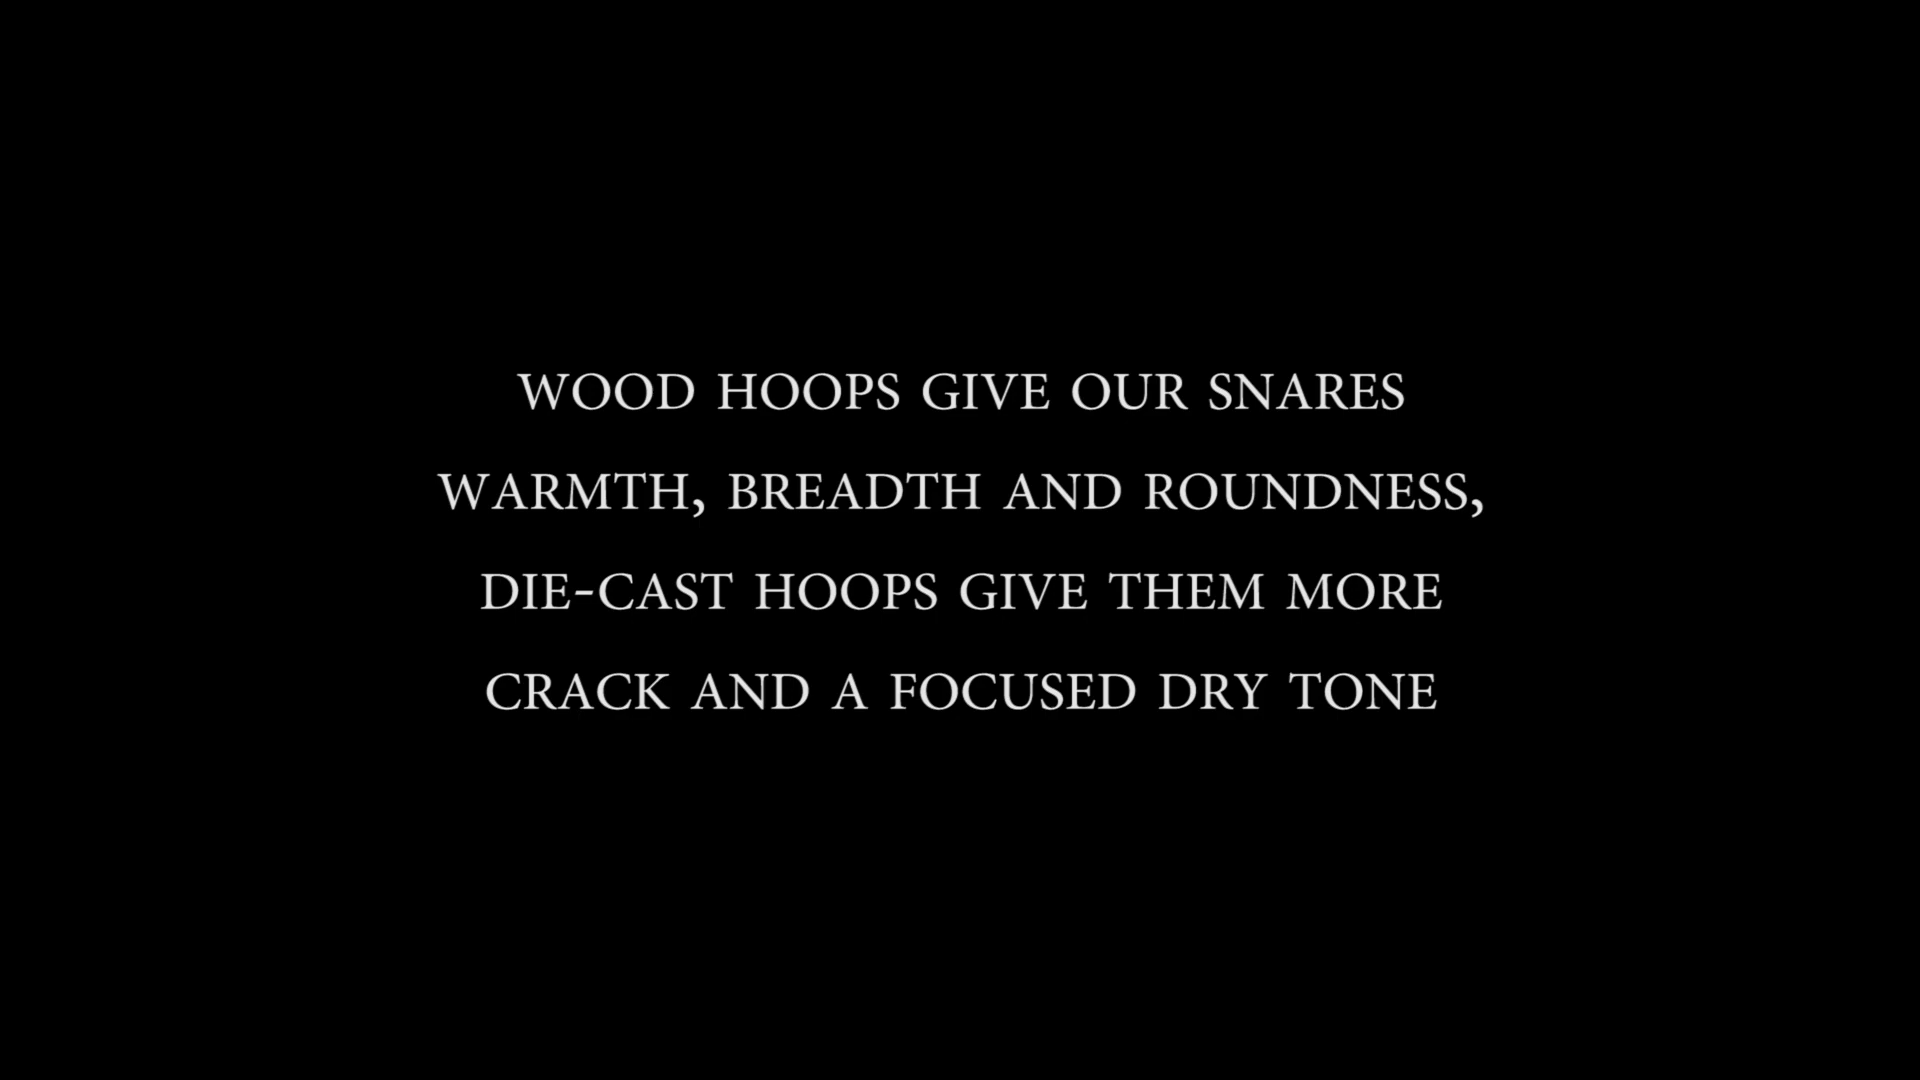 WOOD HOOPS GIVE OUR SNARES
WARMTH, BREADTH AND ROUNDNESS,
DIE-CAST HOOPS GIVE THEM MORE
CRACK AND A FOCUSED DRY TONE